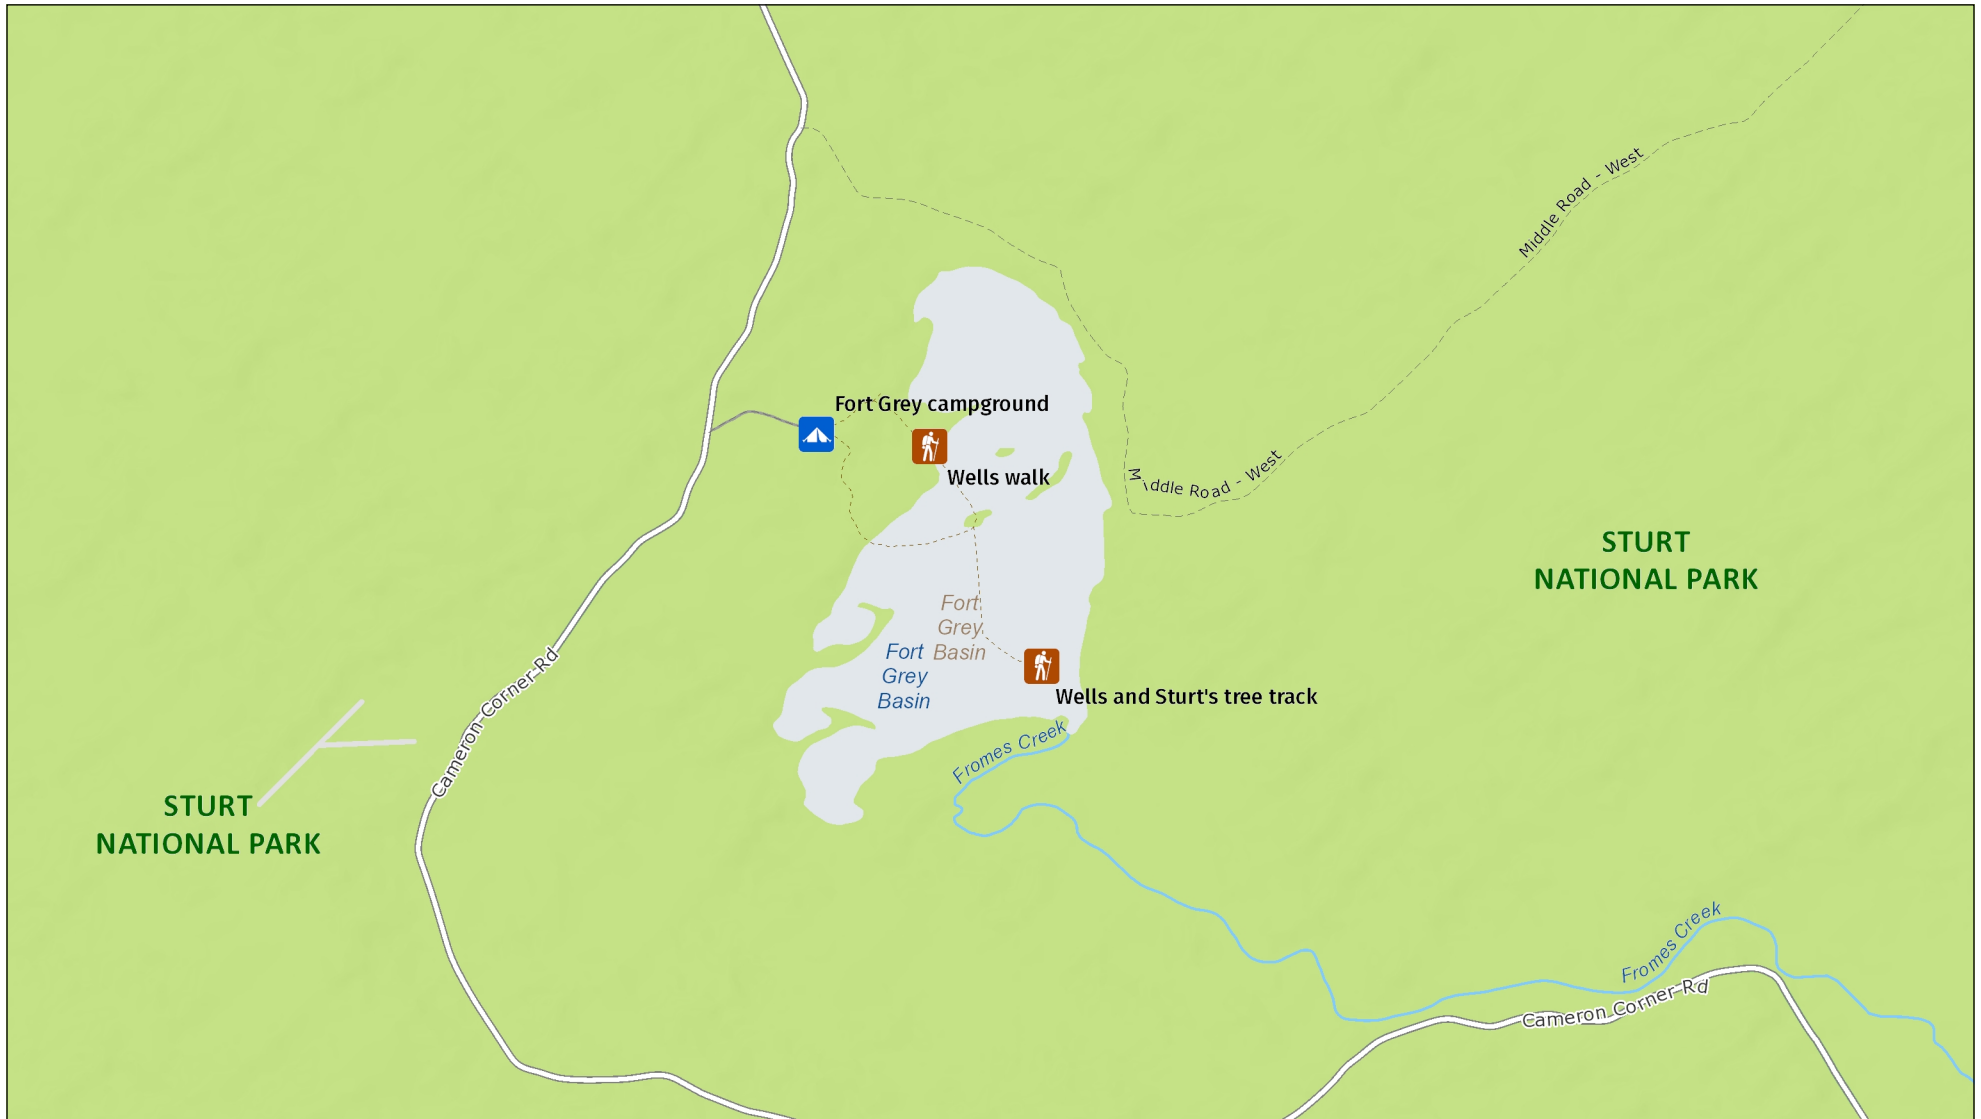 Middle Road - West
Fort Grey campground
Wells walk
Middle Road - West
STURT
NATIONAL PARK
Fort
Grey
Basin
Fort
Grey
Basin
Cameron Corner Rd
Wells and Sturt's tree track
Fromes Creek
STURT
NATIONAL PARK
Fromes Creek
Cameron Corner Rd